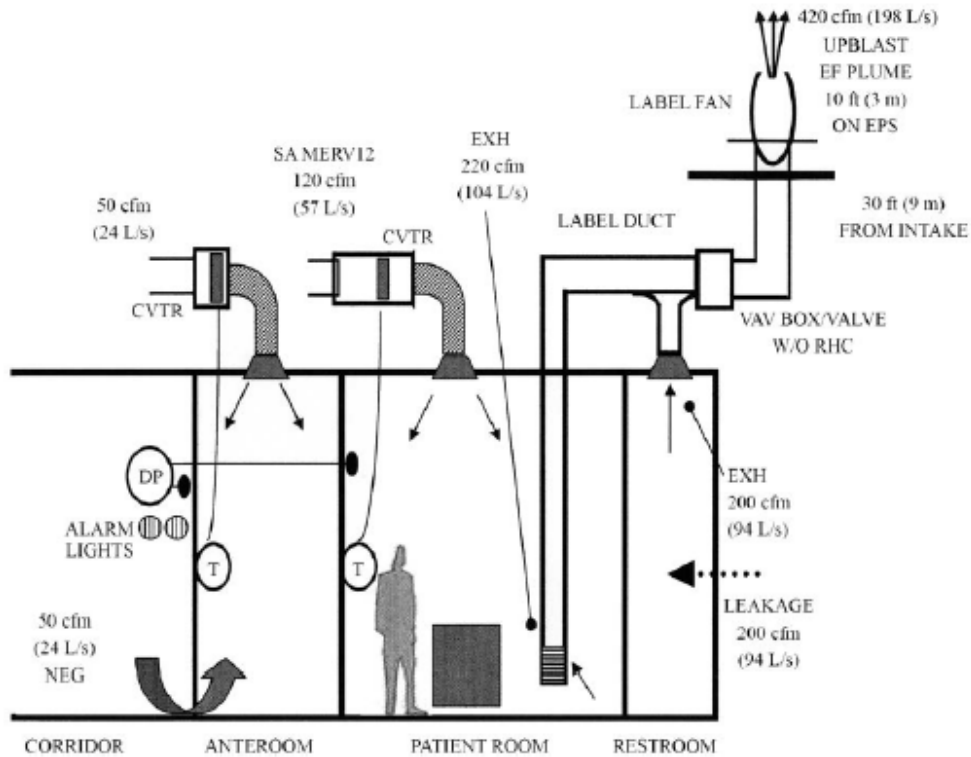 420 cfm (198 L/s)
UPBLAST
EF PLUME
10 ft (3 m)
ON EPS
LABEL FAN
EXH
220 cfm
(104 L/s)
SA MERV12
120 cfm
(57 L/s)
50 cfm
(24 L/s)
30 ft (9 m)
FROM INTAKE
LABEL DUCT
CVTR
CVTR
VAV BOX/VALVE
W/O RHC
DP
ALARM
LIGHTS
T
T
EXH
200 cfm
(94 L/s)
LEAKAGE
200 cfm
(94 L/s)
50 cfm
(24 L/s)
NEG
CORRIDOR
ANTEROOM
PATIENT ROOM
RESTROOM